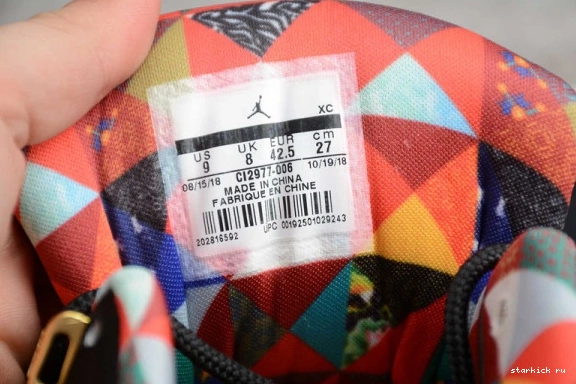 XC
US UK EUR cm
9 8 42.5 27
08/15/18 CI2977-006 10/19/18
MADE IN CHINA
FABRIQUE EN CHINE
202816592 UPC 00192501029243
starkick ru